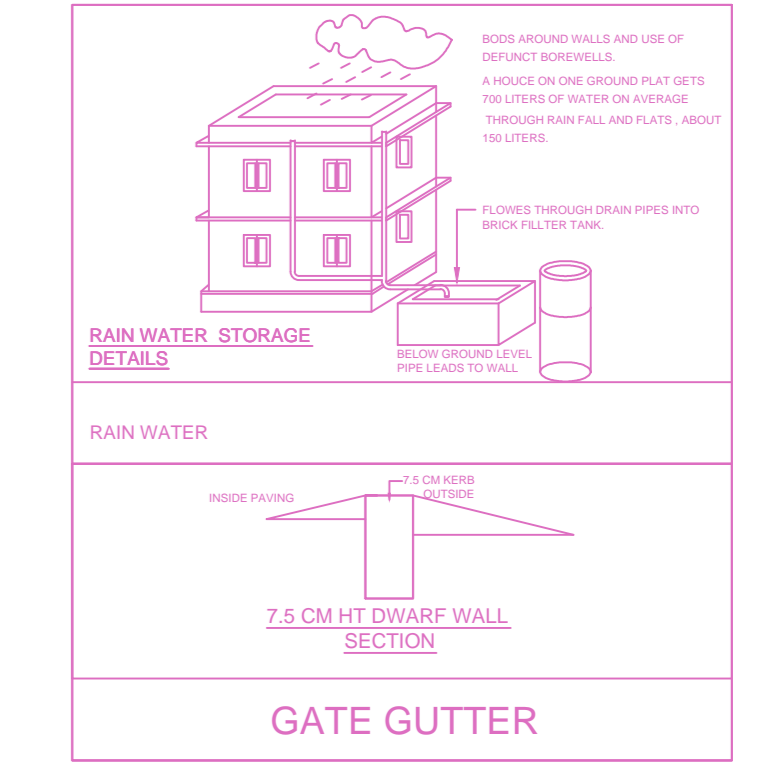 BODS AROUND WALLS AND USE OF
DEFUNCT BOREWELLS.
A HOUCE ON ONE GROUND PLAT GETS
700 LITERS OF WATER ON AVERAGE
THROUGH RAIN FALL AND FLATS , ABOUT
150 LITERS.
FLOWES THROUGH DRAIN PIPES INTO
BRICK FILLTER TANK.
RAIN WATER STORAGE
DETAILS
BELOW GROUND LEVEL
PIPE LEADS TO WALL
RAIN WATER
7.5 CM KERB
OUTSIDE
INSIDE PAVING
7.5 CM HT DWARF WALL
SECTION
GATE GUTTER